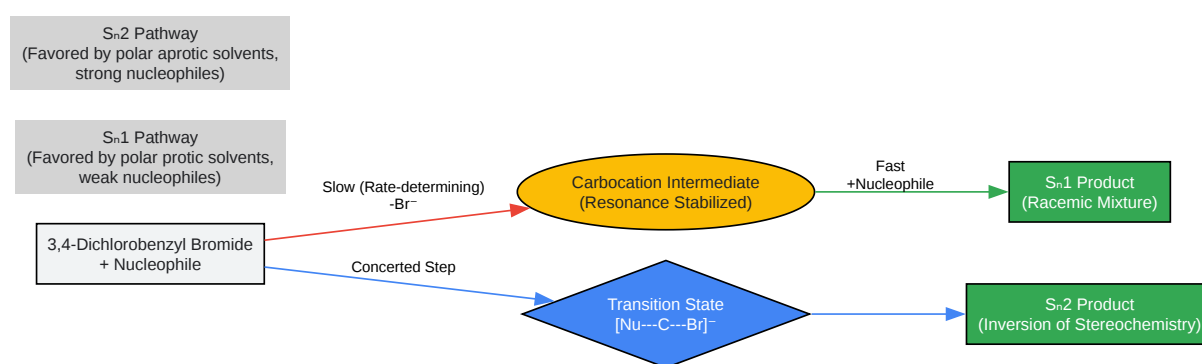 Sₙ2 Pathway
(Favored by polar aprotic solvents,
strong nucleophiles)
Sₙ1 Pathway
(Favored by polar protic solvents,
weak nucleophiles)
3,4-Dichlorobenzyl Bromide
+ Nucleophile
Slow (Rate-determining)
-Br⁻
Concerted Step
Carbocation Intermediate
(Resonance Stabilized)
Transition State
[Nu---C---Br]⁻
Fast
+Nucleophile
Sₙ1 Product
(Racemic Mixture)
Sₙ2 Product
(Inversion of Stereochemistry)